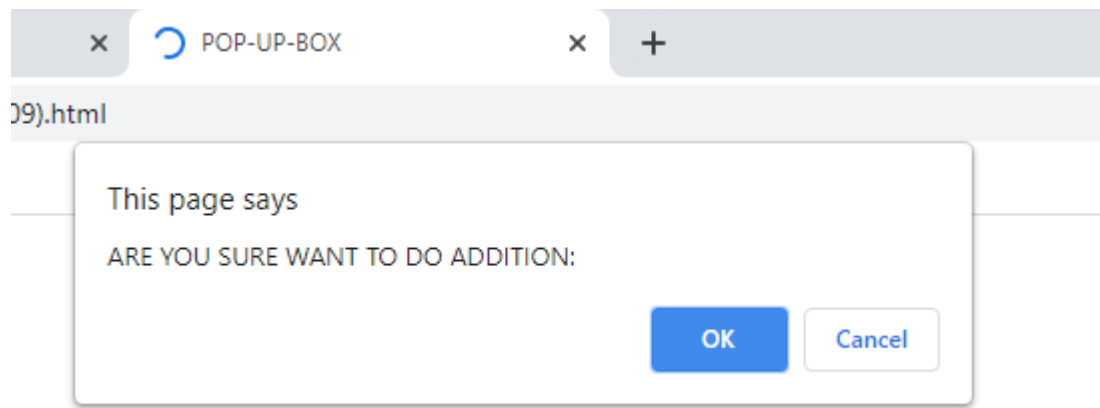 POP-UP-BOX
09).html
This page says
ARE YOU SURE WANT TO DO ADDITION:
OK Cancel